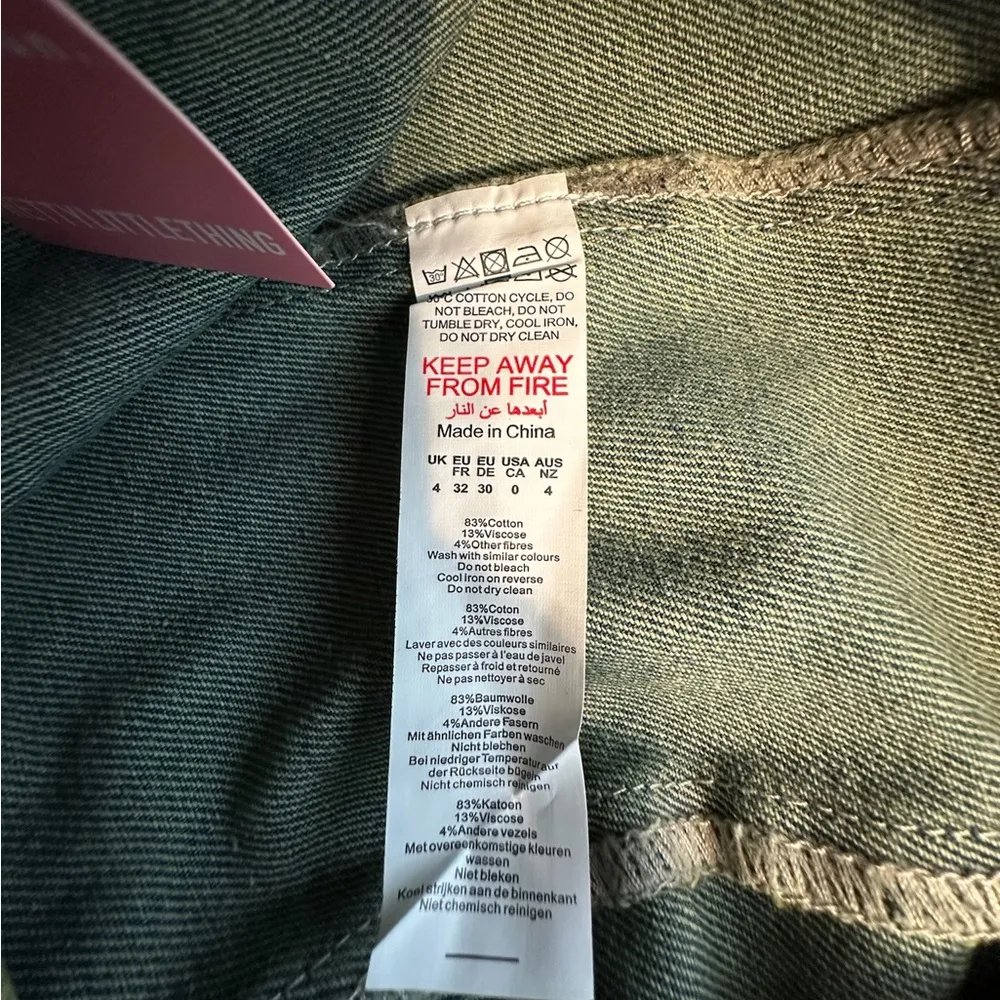 ETTYLITTLETHING
30
30°C COTTON CYCLE, DO
NOT BLEACH, DO NOT
TUMBLE DRY, COOL IRON,
DO NOT DRY CLEAN
KEEP AWAY
FROM FIRE
أبعدها عن النار
Made in China
UK EU EU USA AUS
FR DE CA NZ
4 32 30 0 4
83%Cotton
13%Viscose
4%Other fibres
Wash with similar colours
Do not bleach
Cool iron on reverse
Do not dry clean
83%Coton
13%Viscose
4%Autres fibres
Laver avec des couleurs similaires
Ne pas passer à l'eau de javel
Repasser à froid et retourné
Ne pas nettoyer à sec
83%Baumwolle
13%Viskose
4%Andere Fasern
Mit ähnlichen Farben waschen
Nicht blebhen
Bei niedriger Temperatur auf
der Rückseite bügeln
Nicht chemisch reinigen
83%Katoen
13%Viscose
4%Andere vezels
Met overeenkomstige kleuren
wassen
Niet bleken
Koel strijken aan de binnenkant
Niet chemisch reinigen